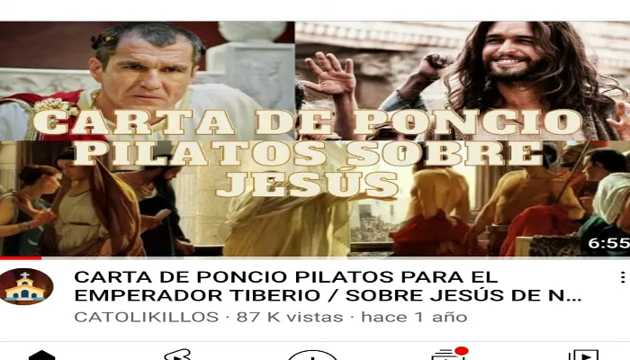 CARTA DE PONCIO
PILATOS SOBRE
JESÚS
6:55
CARTA DE PONCIO PILATOS PARA EL
EMPERADOR TIBERIO / SOBRE JESÚS DE N...
CATOLIKILLOS · 87 K vistas · hace 1 año